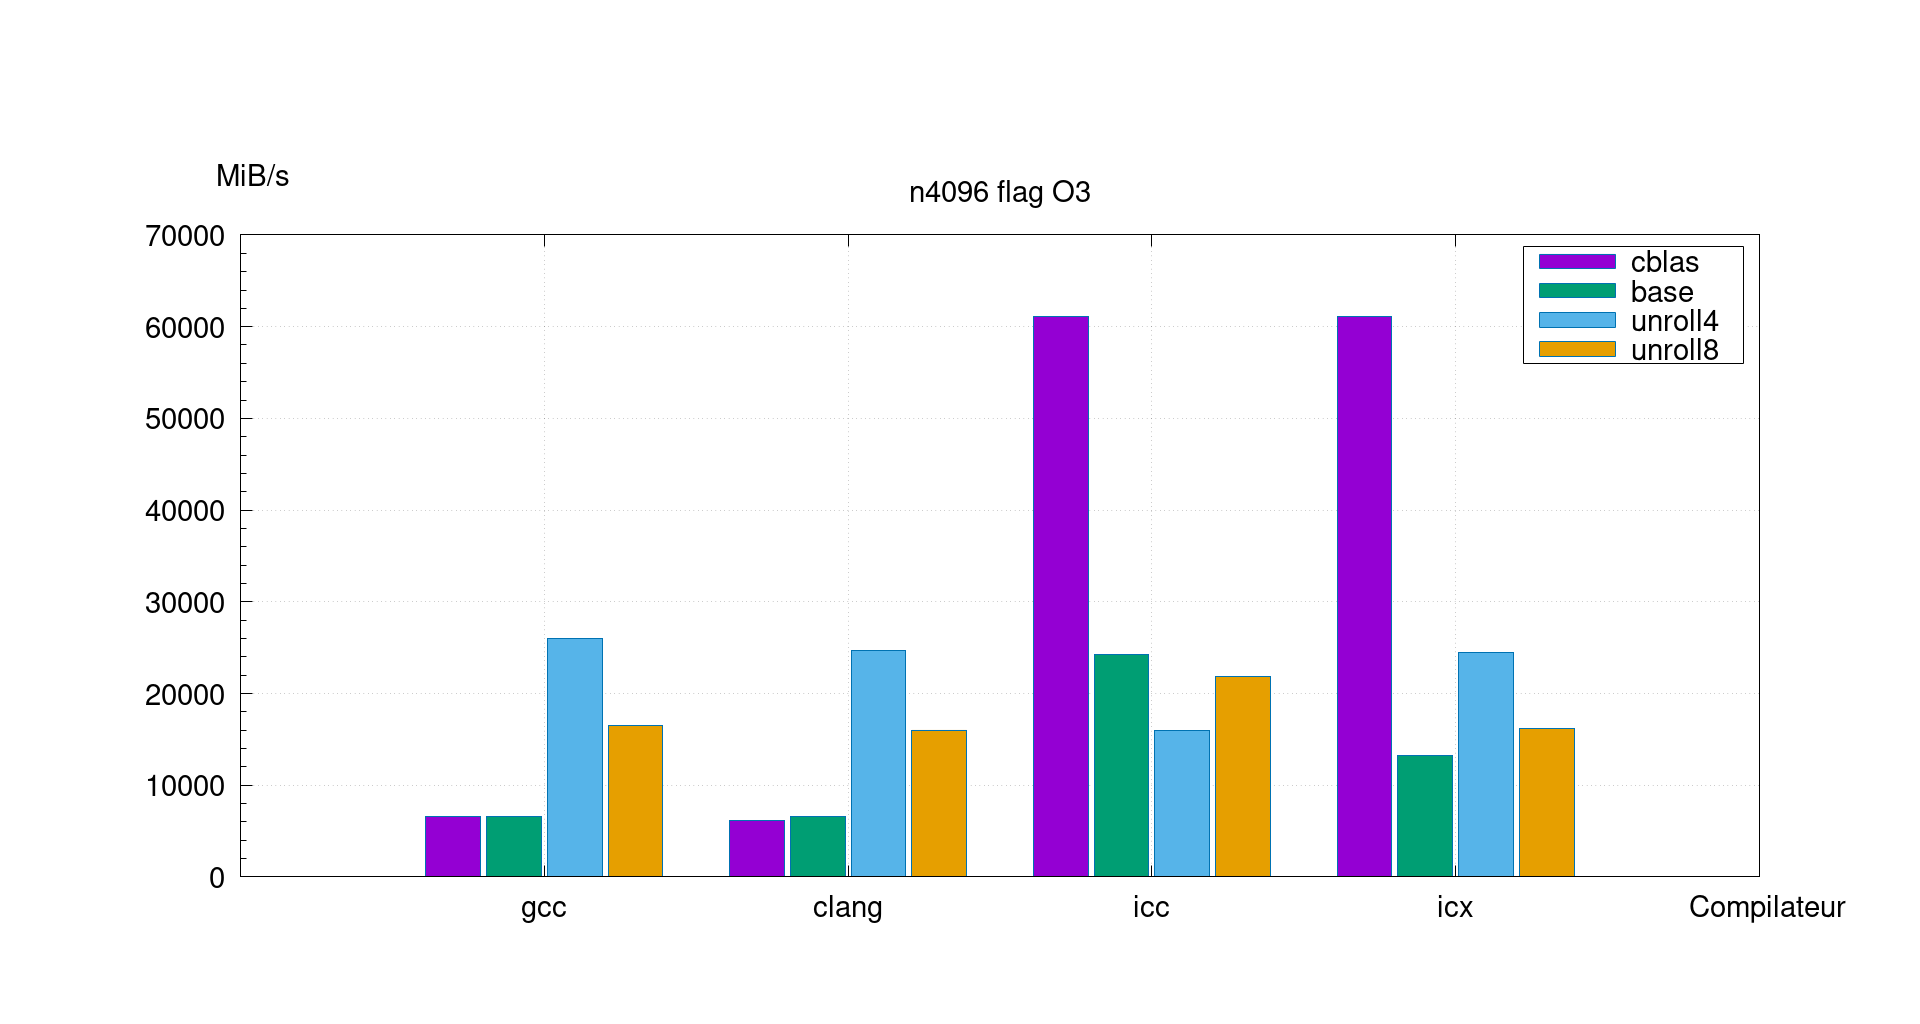 MiB/s
n4096 flag O3
70000
60000
50000
40000
30000
20000
10000
0
cblas
base
unroll4
unroll8
gcc clang icc icx Compilateur